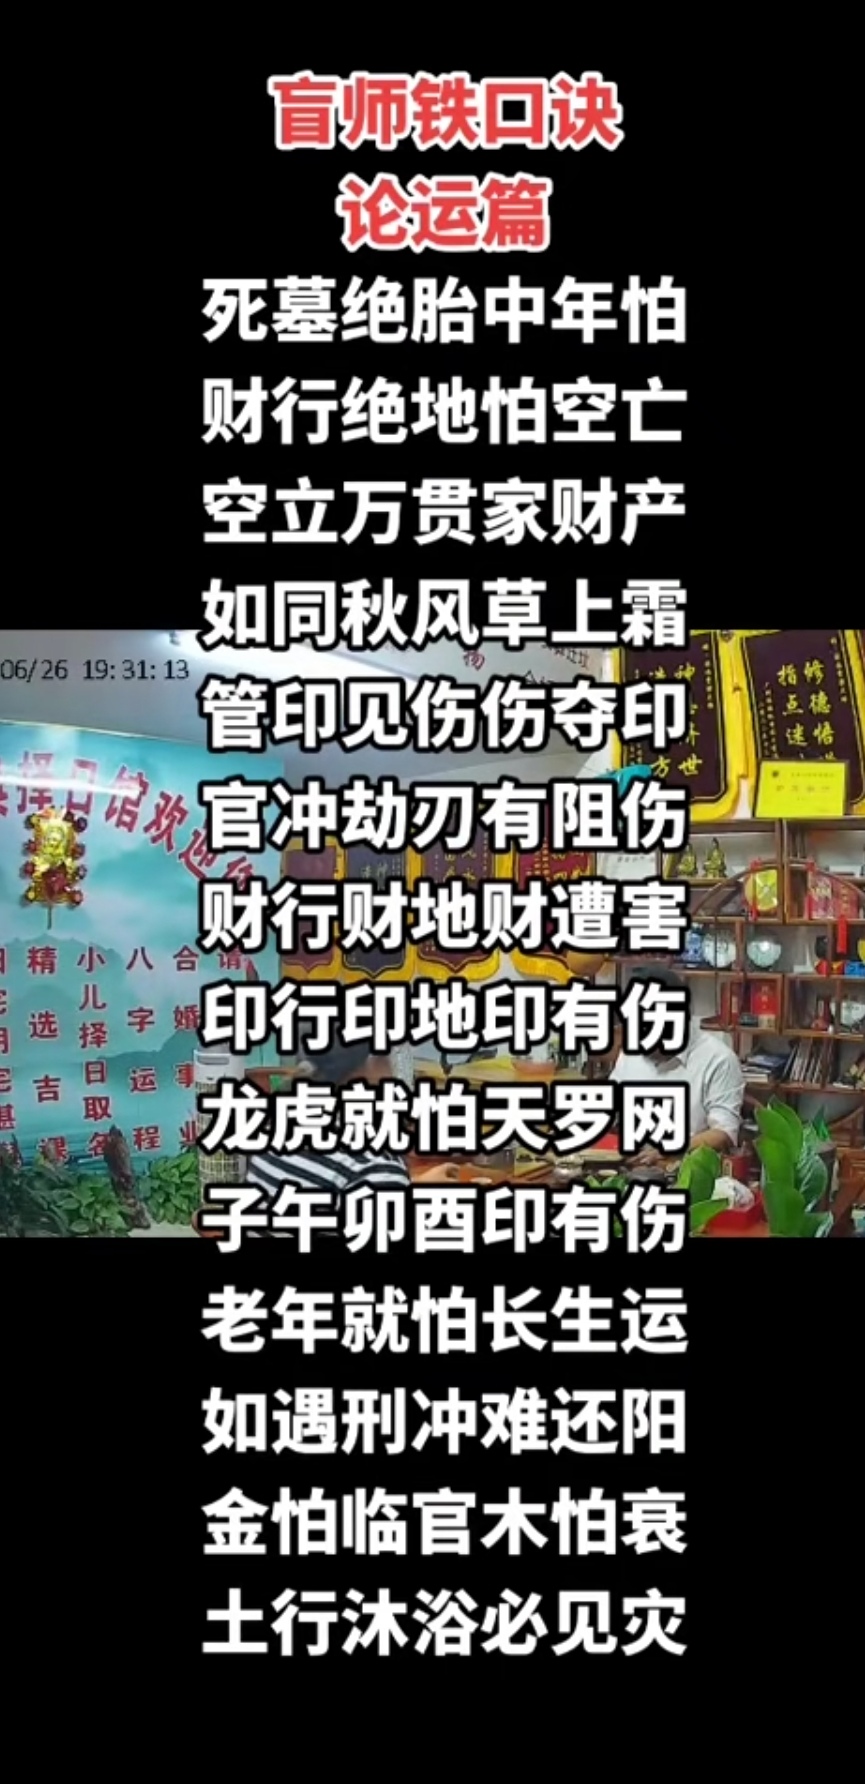 盲师铁口诀
论运篇
死墓绝胎中年怕
财行绝地怕空亡
空立万贯家财产
如同秋风草上霜
06/26 19:31:13
管印见伤伤夺印
官冲劫刃有阻伤
财行财地财遭害
印行印地印有伤
龙虎就怕天罗网
子午卯酉印有伤
老年就怕长生运
如遇刑冲难还阳
金怕临官木怕衰
土行沐浴必见灾
择日馆欢迎
精选吉课
小儿择日取名
八字运程
合婚
指点迷
修德悟